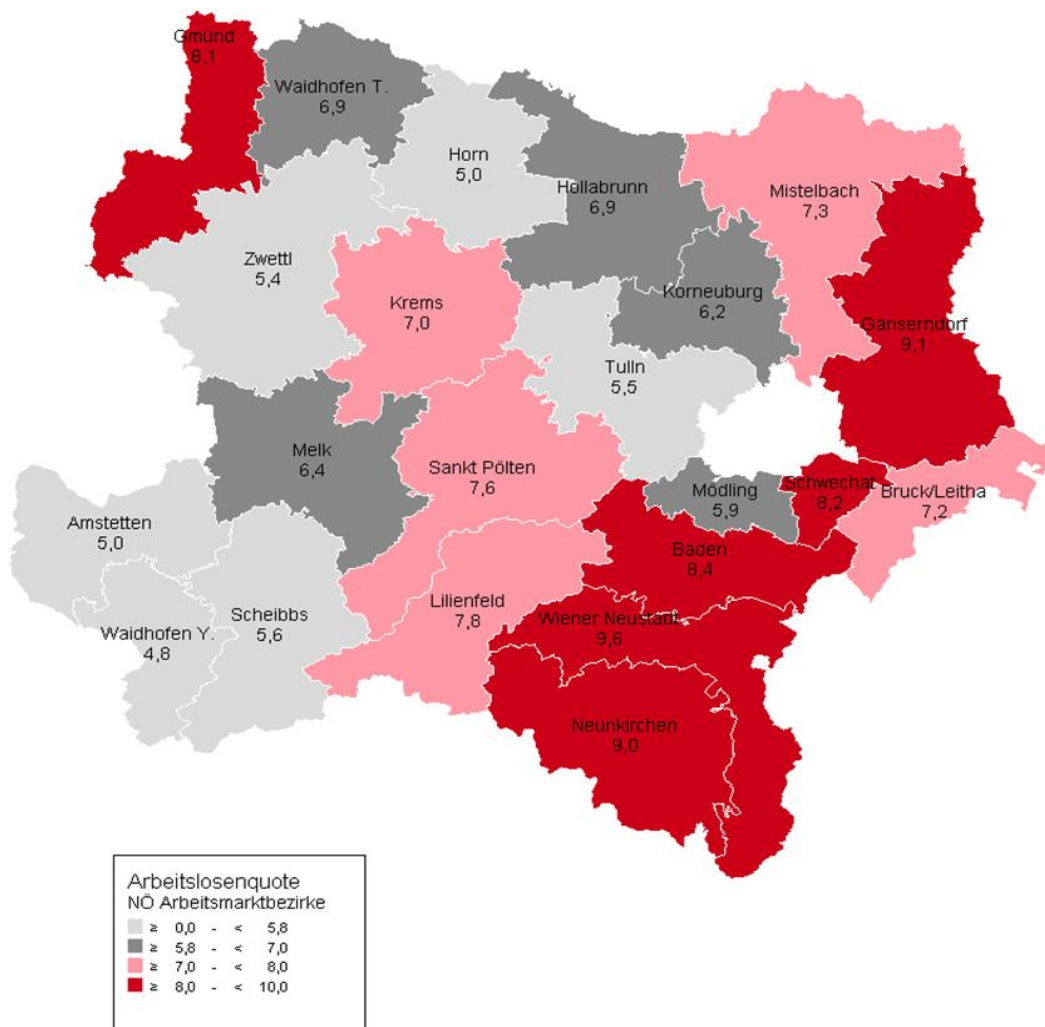 Gmünd
8,1
Waidhofen T.
6,9
Horn
5,0
Hollabrunn
6,9
Mistelbach
7,3
Zwettl
5,4
Krems
7,0
Korneuburg
6,2
Gänserndorf
9,1
Tulln
5,5
Melk
6,4
Sankt Pölten
7,6
Mödling
5,9
Schwechat
8,2
Bruck/Leitha
7,2
Amstetten
5,0
Baden
8,4
Scheibbs
5,6
Lilienfeld
7,8
Wiener Neustadt
9,6
Waidhofen Y.
4,8
Neunkirchen
9,0
Arbeitslosenquote
NÖ Arbeitsmarktbezirke
≥ 0,0 - < 5,8
≥ 5,8 - < 7,0
≥ 7,0 - < 8,0
≥ 8,0 - < 10,0